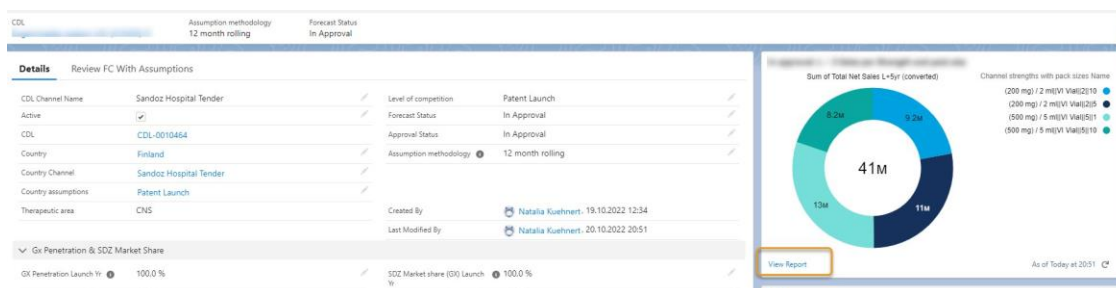 CDL
Assumption methodology
12 month rolling
Forecast Status
In Approval
Details
Review FC With Assumptions
CDL Channel Name Sandoz Hospital Tender
Active
CDL CDL-0010464
Country Finland
Country Channel Sandoz Hospital Tender
Country assumptions Patent Launch
Therapeutic area CNS
Level of competition Patent Launch
Forecast Status In Approval
Approval Status In Approval
Assumption methodology 12 month rolling
Created By Natalia Kuehnert, 19.10.2022 12:34
Last Modified By Natalia Kuehnert, 20.10.2022 20:51
Gx Penetration & SDZ Market Share
GX Penetration Launch Yr 100.0 %
SDZ Market share (GX) Launch Yr 100.0 %
Sum of Total Net Sales L+5yr (converted)
Channel strengths with pack sizes Name
(200 mg) / 2 ml||VI Vial||2||10
(200 mg) / 2 ml||VI Vial||2||5
(500 mg) / 5 ml||VI Vial||5||1
(500 mg) / 5 ml||VI Vial||5||10
8.2M
9.2M
41M
13M
11M
View Report
As of Today at 20:51